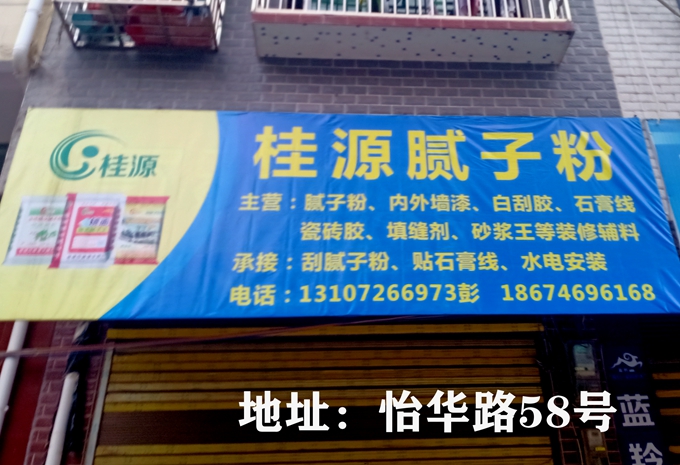 桂源
桂源腻子粉
主营：腻子粉、内外墙漆、白刮胶、石膏线
瓷砖胶、填缝剂、砂浆王等装修辅料
承接：刮腻子粉、贴石膏线、水电安装
电话：13107266973彭 18674696168
地址：怡华路58号
蓝羚